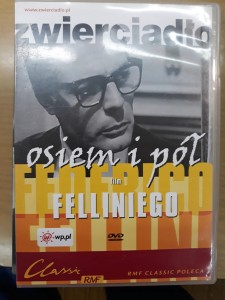 www.zwierciadlo.pl
zwierciadło
osiem i pół
FEDERICO
film
FELLINIEGO
FELLINI
wp.pl
DVD
Classic
RMF
RMF CLASSIC POLECA